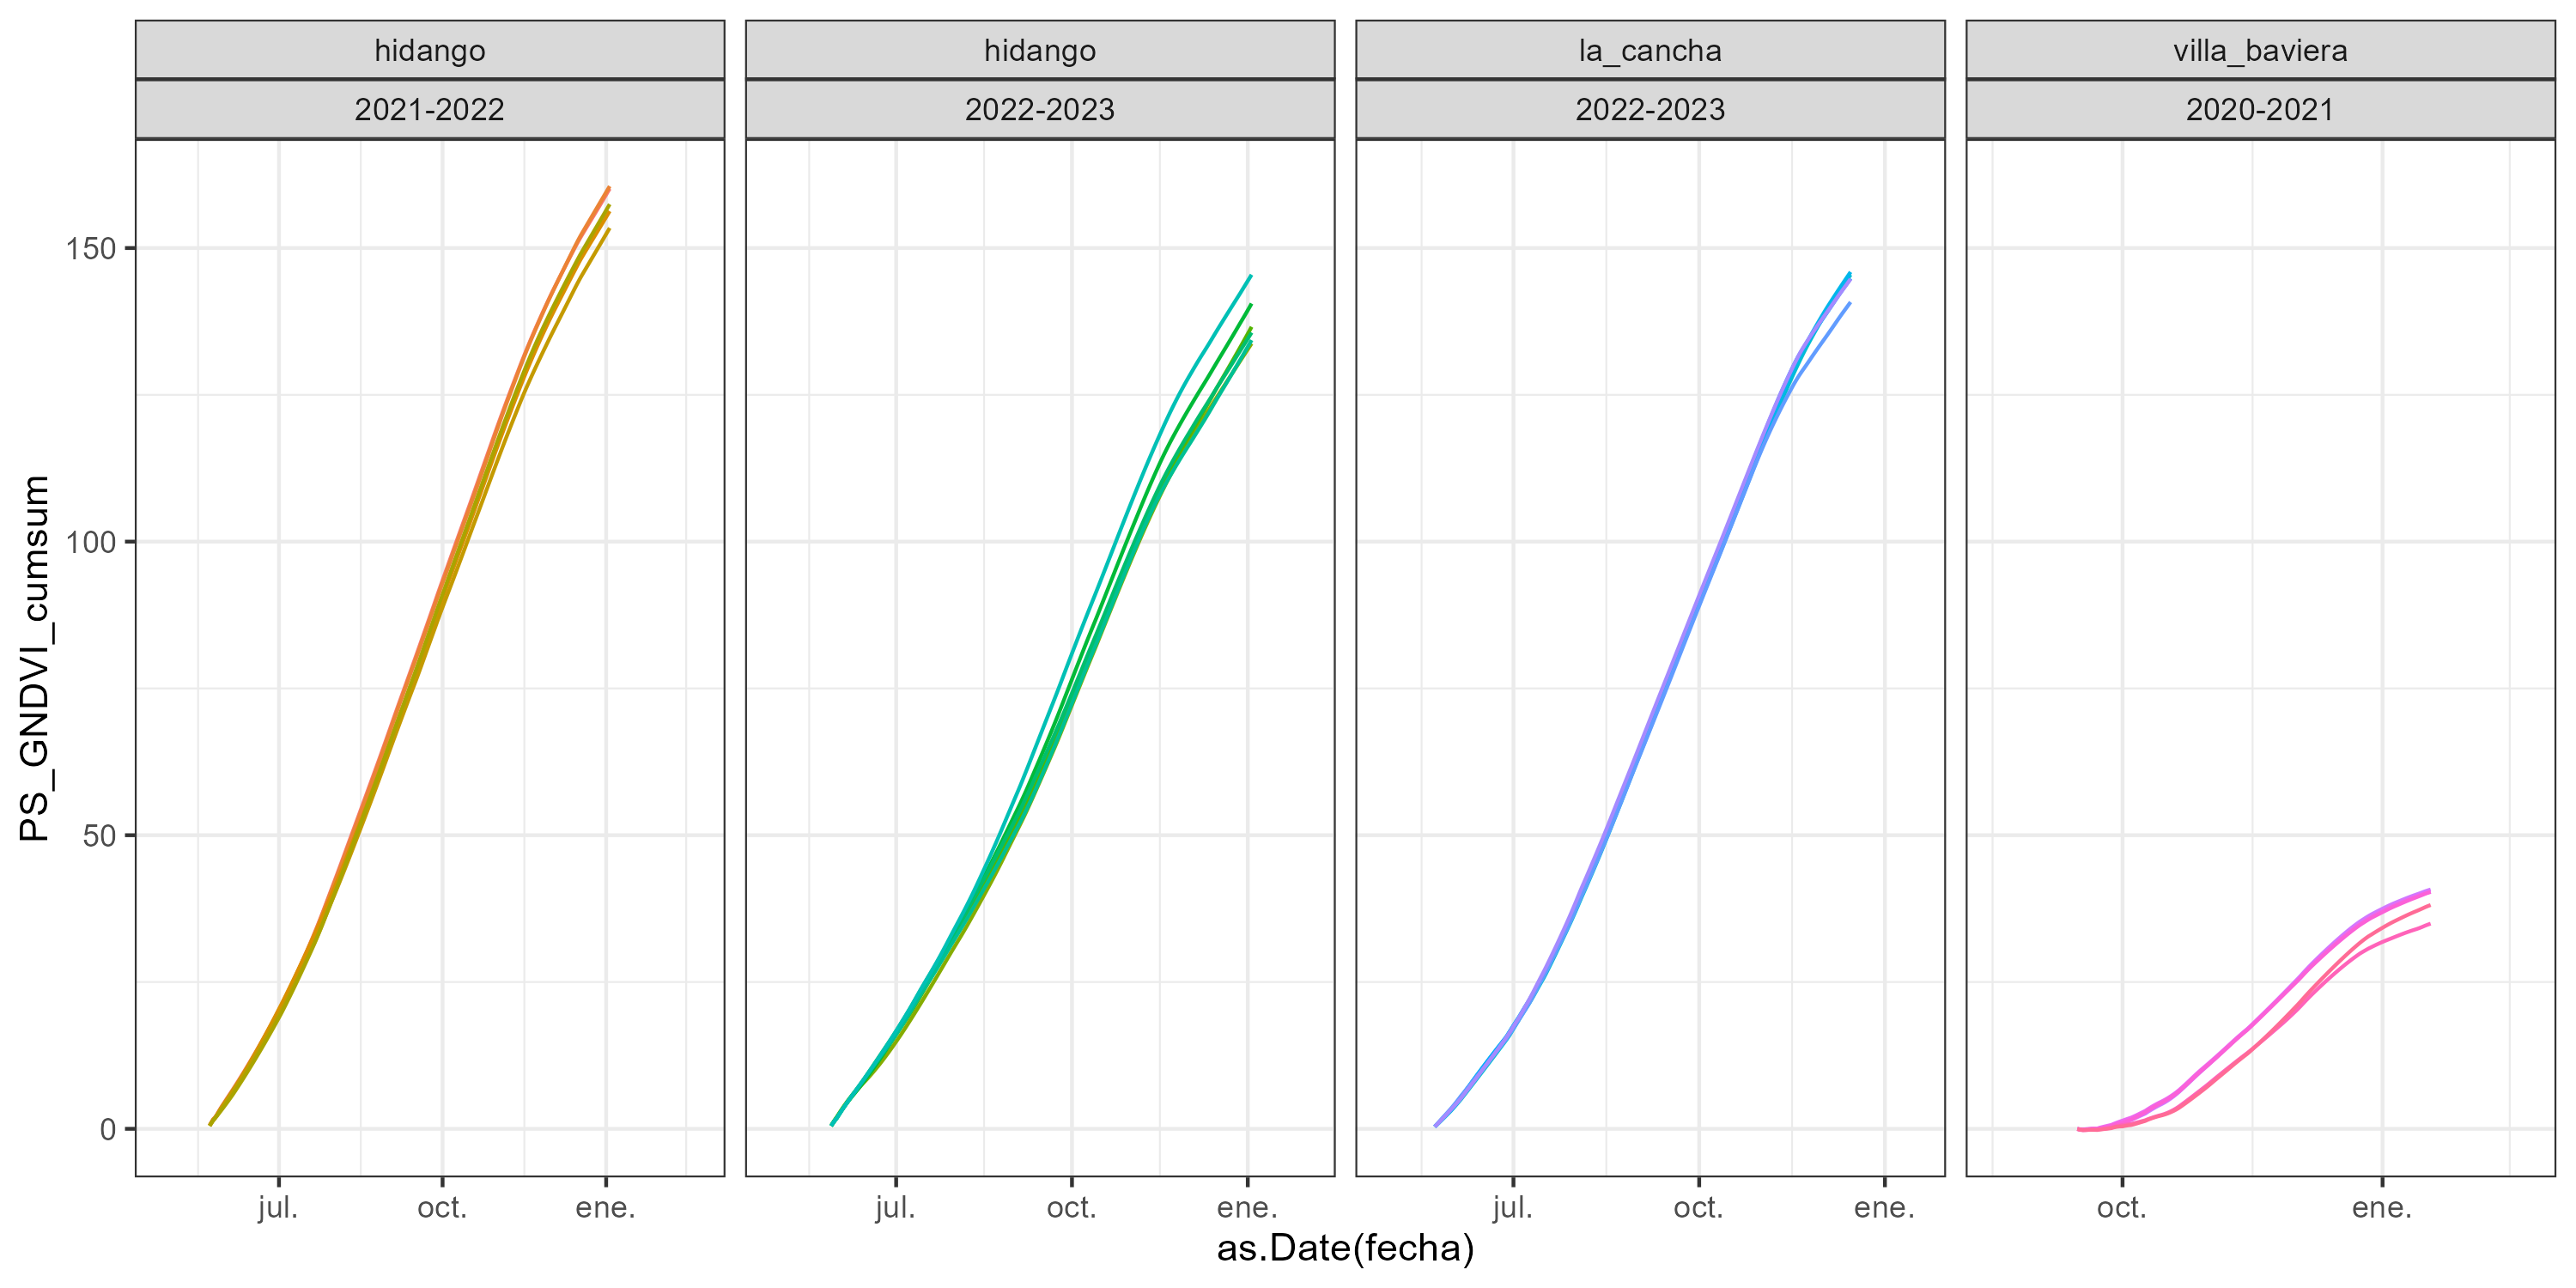 hidango hidango la_cancha villa_baviera
2021-2022 2022-2023 2022-2023 2020-2021
PS_GNDVI_cumsum
150
100
50
0
jul. oct. ene. jul. oct. ene. jul. oct. ene. oct. ene.
as.Date(fecha)